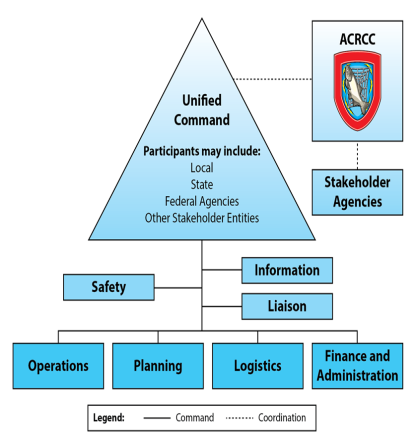 ACRCC
Unified
Command
Participants may include:
Local
State
Federal Agencies
Other Stakeholder Entities
Stakeholder
Agencies
Information
Safety
Liaison
Operations
Planning
Logistics
Finance and
Administration
Legend: Command Coordination